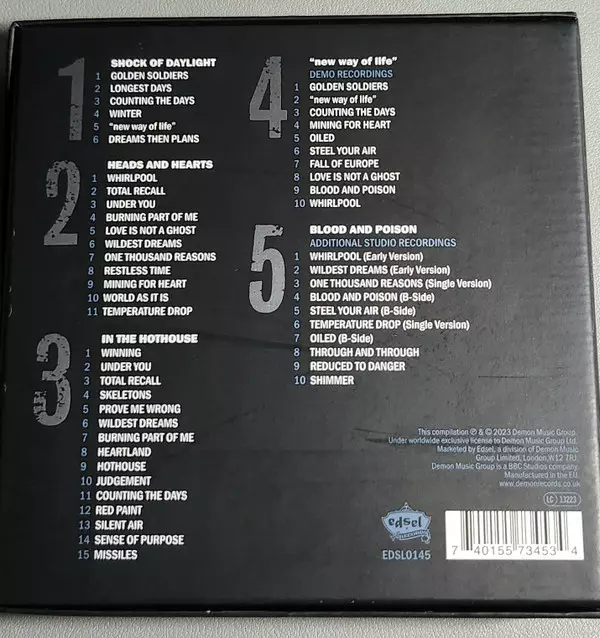 1
SHOCK OF DAYLIGHT
1 GOLDEN SOLDIERS
2 LONGEST DAYS
3 COUNTING THE DAYS
4 WINTER
5 “new way of life”
6 DREAMS THEN PLANS
2
HEADS AND HEARTS
1 WHIRLPOOL
2 TOTAL RECALL
3 UNDER YOU
4 BURNING PART OF ME
5 LOVE IS NOT A GHOST
6 WILDEST DREAMS
7 ONE THOUSAND REASONS
8 RESTLESS TIME
9 MINING FOR HEART
10 WORLD AS IT IS
11 TEMPERATURE DROP
3
IN THE HOTHOUSE
1 WINNING
2 UNDER YOU
3 TOTAL RECALL
4 SKELETONS
5 PROVE ME WRONG
6 WILDEST DREAMS
7 BURNING PART OF ME
8 HEARTLAND
9 HOTHOUSE
10 JUDGEMENT
11 COUNTING THE DAYS
12 RED PAINT
13 SILENT AIR
14 SENSE OF PURPOSE
15 MISSILES
4
“new way of life”
DEMO RECORDINGS
1 GOLDEN SOLDIERS
2 “new way of life”
3 COUNTING THE DAYS
4 MINING FOR HEART
5 OILED
6 STEEL YOUR AIR
7 FALL OF EUROPE
8 LOVE IS NOT A GHOST
9 BLOOD AND POISON
10 WHIRLPOOL
5
BLOOD AND POISON
ADDITIONAL STUDIO RECORDINGS
1 WHIRLPOOL (Early Version)
2 WILDEST DREAMS (Early Version)
3 ONE THOUSAND REASONS (Single Version)
4 BLOOD AND POISON (B-Side)
5 STEEL YOUR AIR (B-Side)
6 TEMPERATURE DROP (Single Version)
7 OILED (B-Side)
8 THROUGH AND THROUGH
9 REDUCED TO DANGER
10 SHIMMER
This compilation ℗ & © 2023 Demon Music Group.
Under worldwide exclusive license to Demon Music Group Ltd.
Marketed by Edsel, a division of Demon Music
Group Limited, London,W12 7RJ.
Demon Music Group is a BBC Studios company.
Manufactured in the EU.
www.demonrecords.co.uk
LC 13223
edsel
EDSL0145
7 40155 73453 4